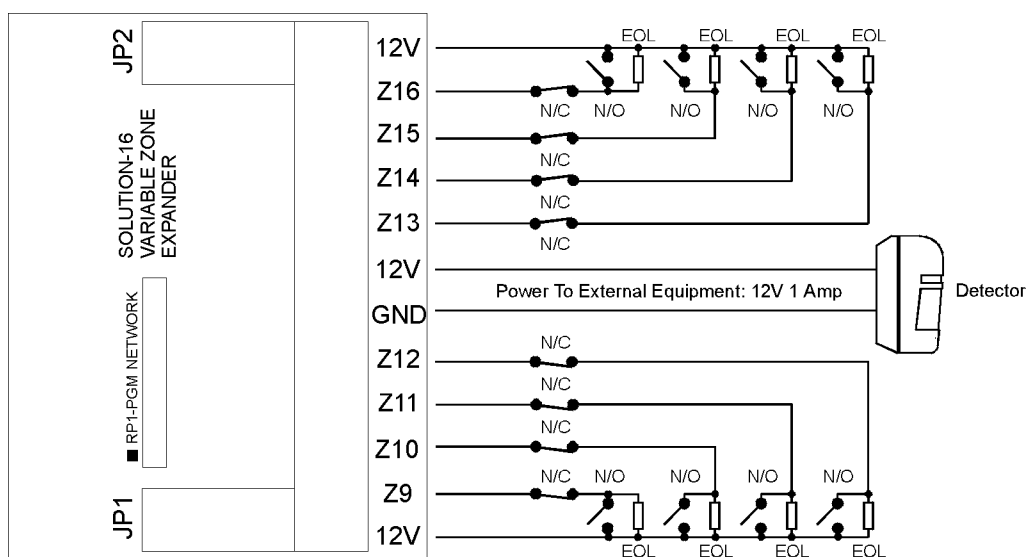 JP2
SOLUTION-16
VARIABLE ZONE
EXPANDER
RP1-PGM NETWORK
JP1
12V
Z16
Z15
Z14
Z13
12V
GND
Z12
Z11
Z10
Z9
12V
EOL EOL EOL EOL
N/C N/O N/O N/O N/O
N/C
N/C
N/C
Power To External Equipment: 12V 1 Amp
Detector
N/C
N/C
N/C
N/C N/O N/O N/O N/O
EOL EOL EOL EOL